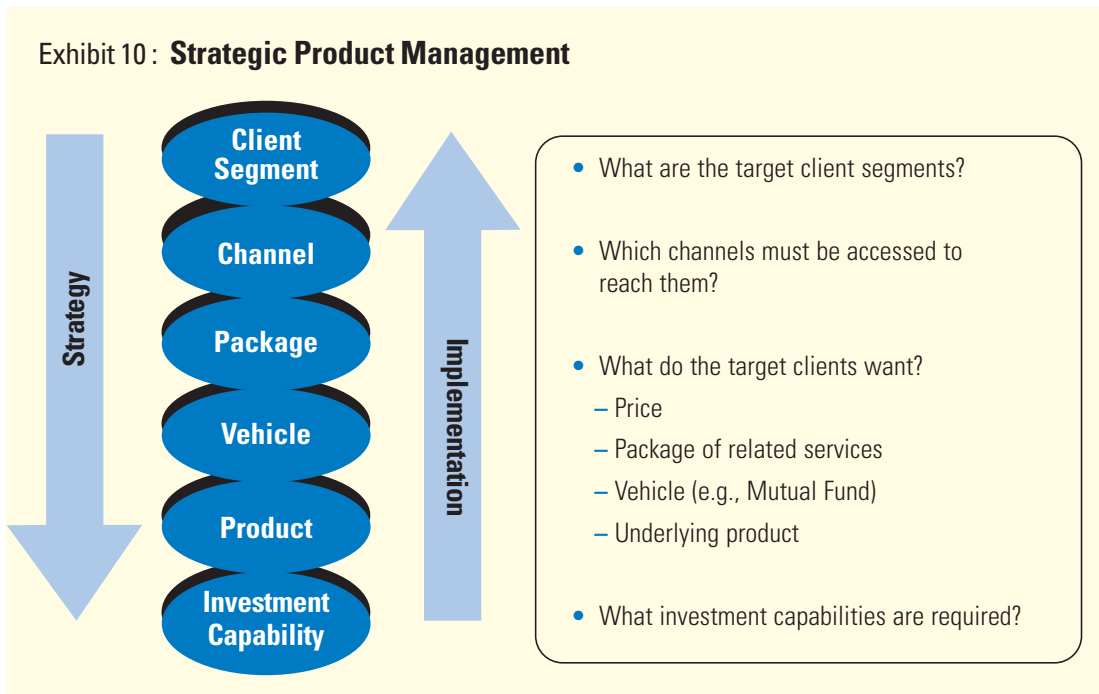 Exhibit 10 : Strategic Product Management
Strategy
Client
Segment
Channel
Package
Vehicle
Product
Investment
Capability
Implementation
• What are the target client segments?
• Which channels must be accessed to
reach them?
• What do the target clients want?
– Price
– Package of related services
– Vehicle (e.g., Mutual Fund)
– Underlying product
• What investment capabilities are required?